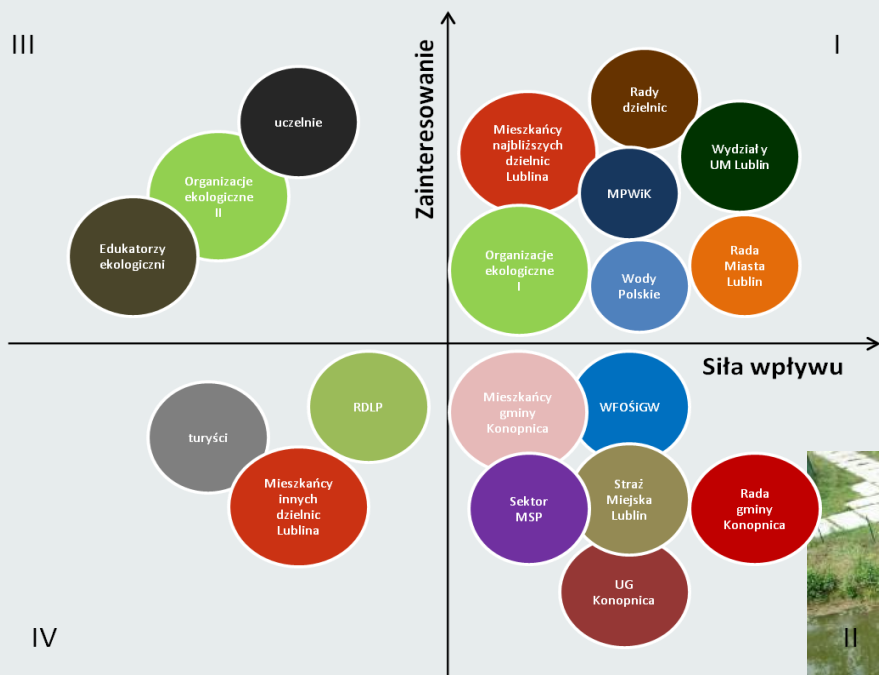 III
I
Zainteresowanie
uczelnie
Organizacje
ekologiczne
II
Edukatorzy
ekologiczni
Mieszkańcy
najbliższych
dzielnic
Lublina
Rady
dzielnic
Wydziały
UM Lublin
MPWiK
Organizacje
ekologiczne
I
Wody
Polskie
Rada
Miasta
Lublin
Siła wpływu
turyści
RDLP
Mieszkańcy
innych
dzielnic
Lublina
Mieszkańcy
gminy
Konopnica
WFOŚiGW
Sektor
MSP
Straż
Miejska
Lublin
Rada
gminy
Konopnica
UG
Konopnica
IV
II